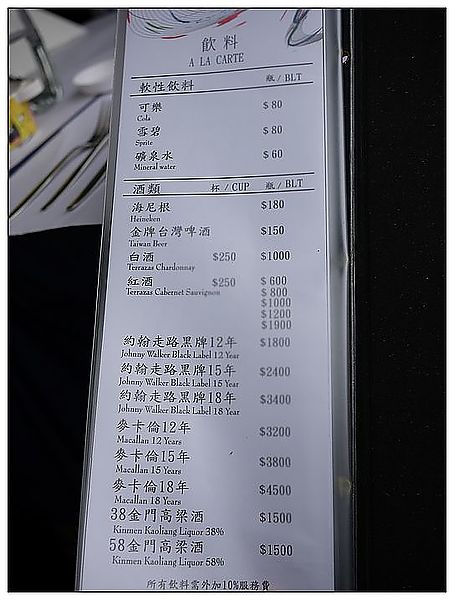 飲料
A LA CARTE
軟性飲料 瓶/BLT
可樂 $80
Cola
雪碧 $80
Sprite
礦泉水 $60
Mineral water
酒類 杯/CUP 瓶/BLT
海尼根 $180
Heineken
金牌台灣啤酒 $150
Taiwan Beer
白酒 $250 $1000
Terrazas Chardonnay
紅酒 $250 $600
Terrazas Cabernet Sauvignon $800
$1000
$1200
$1900
約翰走路黑牌12年 $1800
Johnny Walker Black Label 12 Year
約翰走路黑牌15年 $2400
Johnny Walker Black Label 15 Year
約翰走路黑牌18年 $3400
Johnny Walker Black Label 18 Year
麥卡倫12年 $3200
Macallan 12 Years
麥卡倫15年 $3800
Macallan 15 Years
麥卡倫18年 $4500
Macallan 18 Years
38金門高梁酒 $1500
Kinmen Kaoliang Liquor 38%
58金門高梁酒 $1500
Kinmen Kaoliang Liquor 58%
所有飲料需外加10%服務費